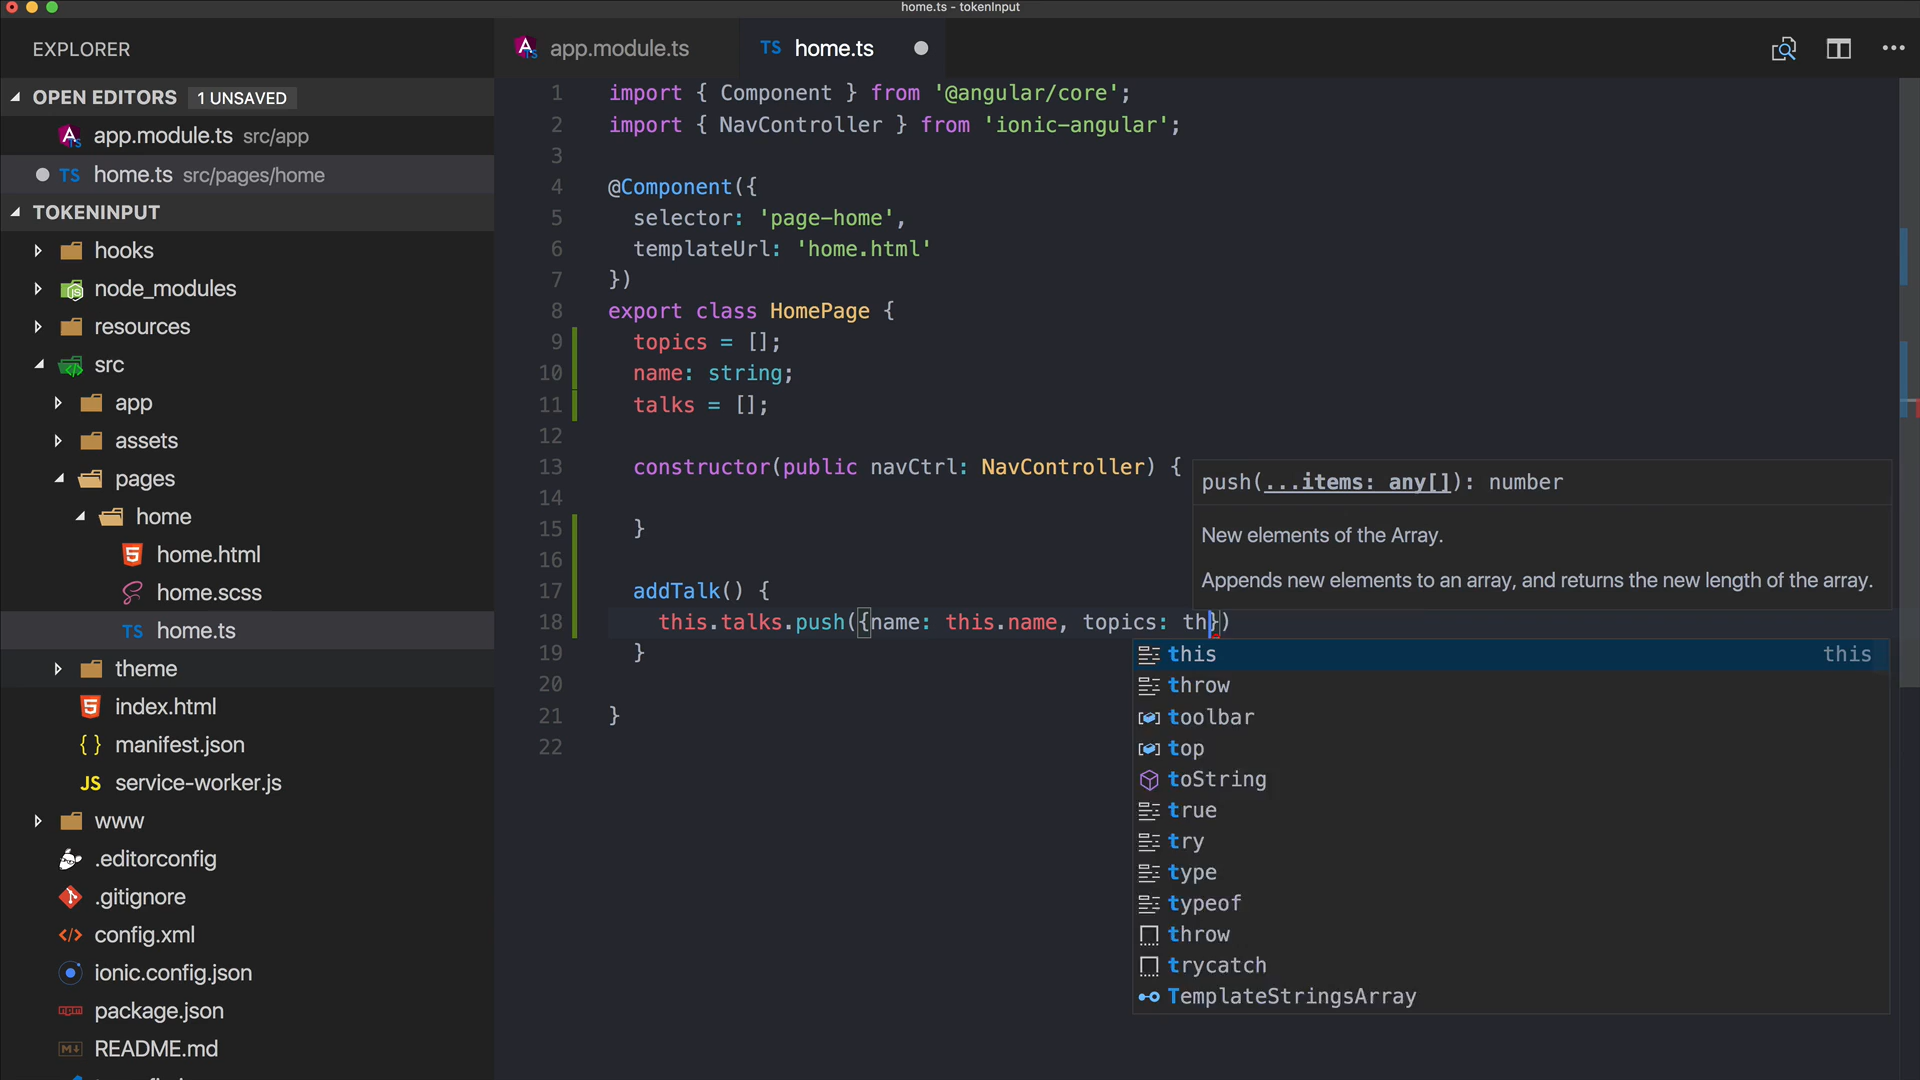 home.ts - tokenInput
EXPLORER
OPEN EDITORS 1 UNSAVED
app.module.ts src/app
TS home.ts src/pages/home
TOKENINPUT
hooks
node_modules
resources
src
app
assets
pages
home
home.html
home.scss
TS home.ts
theme
index.html
manifest.json
JS service-worker.js
www
.editorconfig
.gitignore
config.xml
ionic.config.json
package.json
README.md
app.module.ts
TS home.ts
1 import { Component } from '@angular/core';
2 import { NavController } from 'ionic-angular';
3
4 @Component({
5 selector: 'page-home',
6 templateUrl: 'home.html'
7 })
8 export class HomePage {
9 topics = [];
10 name: string;
11 talks = [];
12
13 constructor(public navCtrl: NavController) {
14
15 }
16
17 addTalk() {
18 this.talks.push({name: this.name, topics: th})
19 }
20
21 }
22
push(...items: any[]): number
New elements of the Array.
Appends new elements to an array, and returns the new length of the array.
this this
throw
toolbar
top
toString
true
try
type
typeof
throw
trycatch
TemplateStringsArray